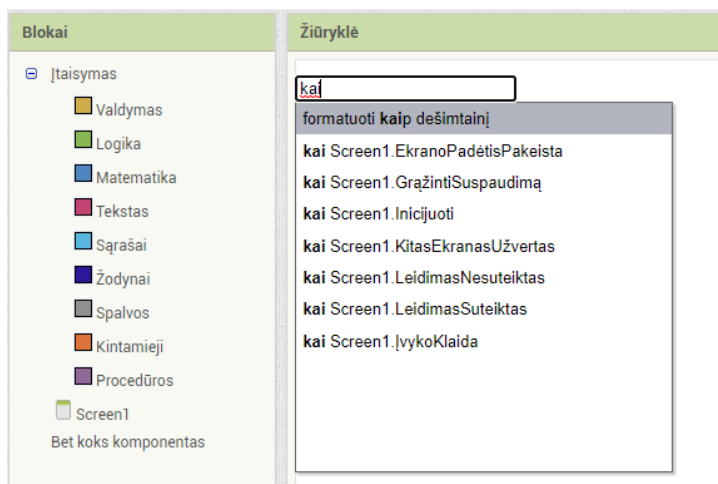 Blokai
Įtaisymas
Valdymas
Logika
Matematika
Tekstas
Sąrašai
Žodynai
Spalvos
Kintamieji
Procedūros
Screen1
Bet koks komponentas
Žiūryklė
kai
formatuoti kaip dešimtainį
kai Screen1.EkranoPadėtisPakeista
kai Screen1.GrąžintiSuspaudimą
kai Screen1.Inicijuoti
kai Screen1.KitasEkranasUžvertas
kai Screen1.LeidimasNesuteiktas
kai Screen1.LeidimasSuteiktas
kai Screen1.ĮvykoKlaida